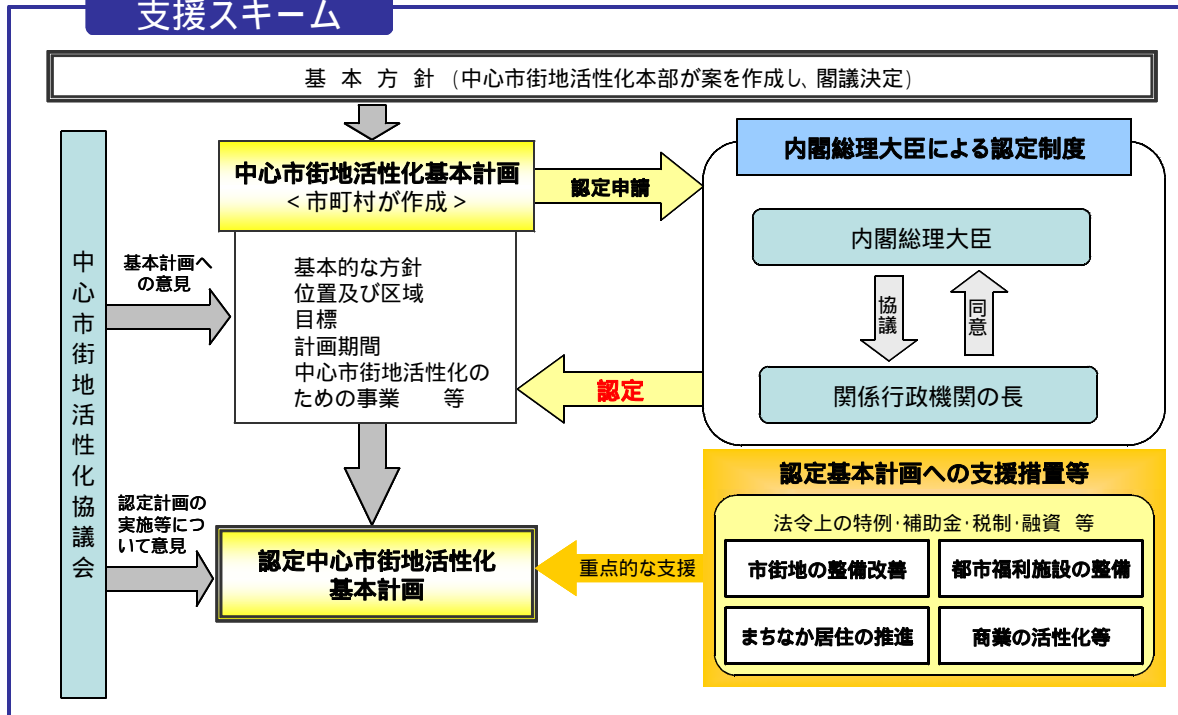 支援スキーム
基本方針（中心市街地活性化本部が案を作成し、閣議決定）
中心市街地活性化協議会
基本計画へ
の意見
認定計画の
実施等につ
いて意見
中心市街地活性化基本計画
＜市町村が作成＞
基本的な方針
位置及び区域
目標
計画期間
中心市街地活性化の
ための事業　　等
認定申請
認定
内閣総理大臣による認定制度
内閣総理大臣
協議
同意
関係行政機関の長
認定中心市街地活性化
基本計画
重点的な支援
認定基本計画への支援措置等
法令上の特例・補助金・税制・融資 等
市街地の整備改善
都市福利施設の整備
まちなか居住の推進
商業の活性化等